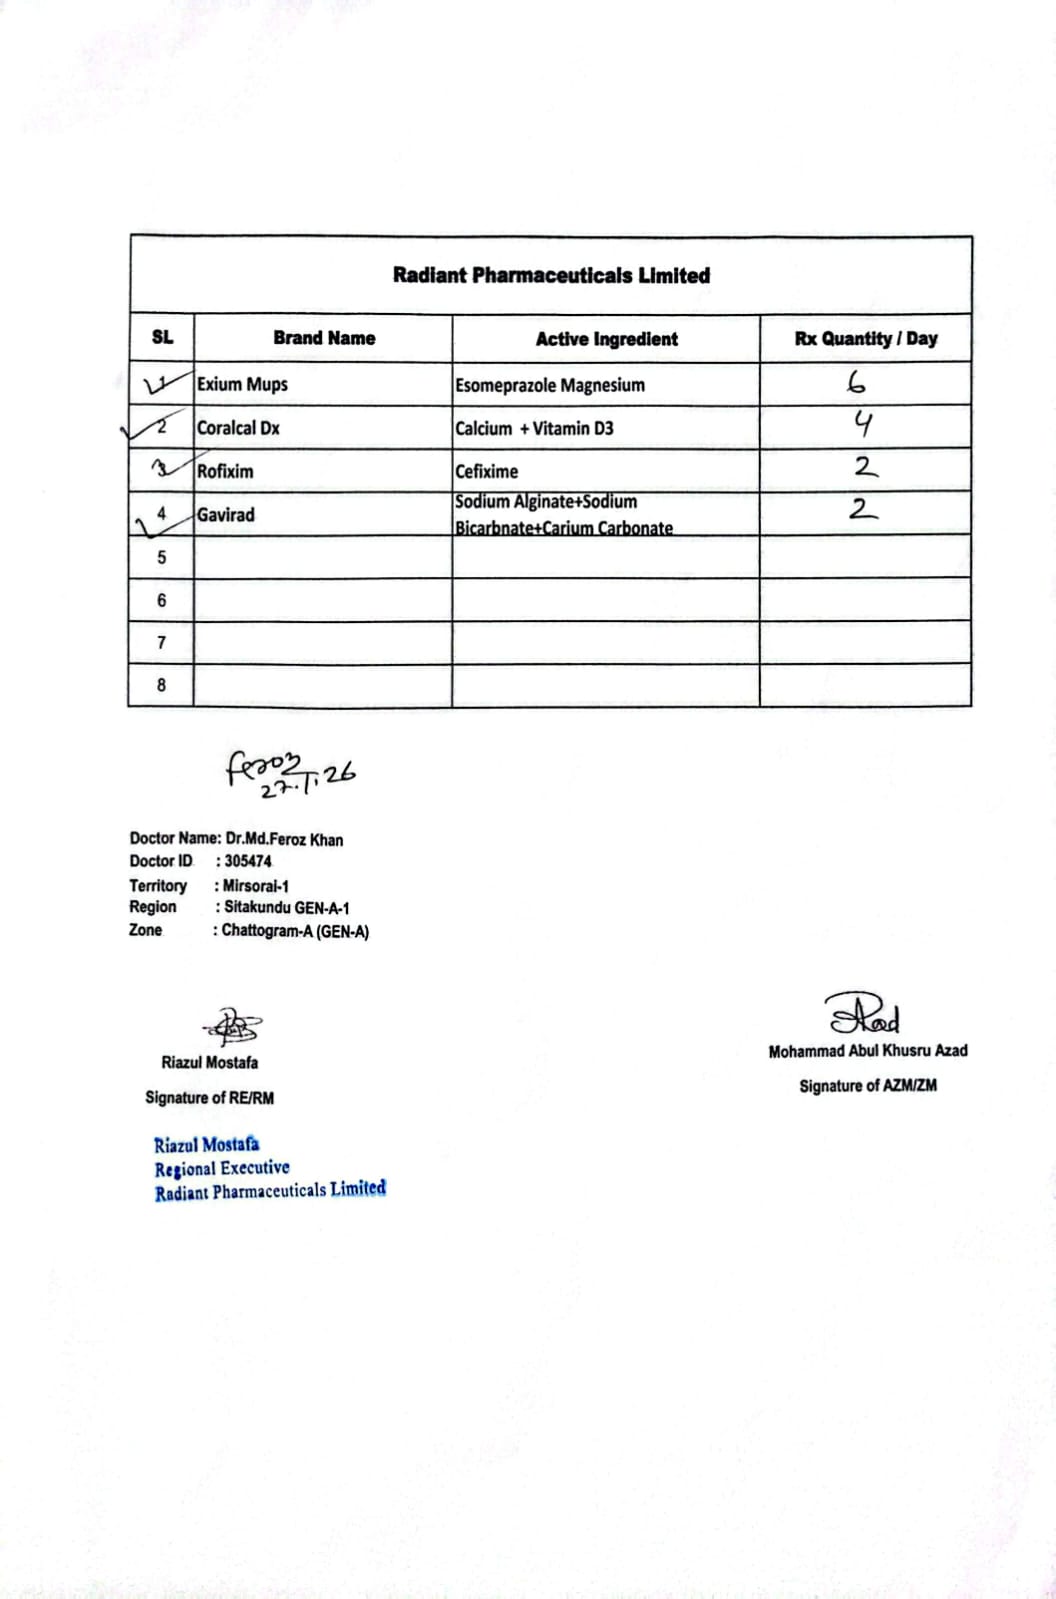 Radiant Pharmaceuticals Limited
SL Brand Name Active Ingredient Rx Quantity / Day
1 Exium Mups Esomeprazole Magnesium 6
2 Coralcal Dx Calcium + Vitamin D3 4
3 Rofixim Cefixime 2
4 Gavirad Sodium Alginate+Sodium 2
Bicarbnate+Carium Carbonate
5
6
7
8
Feroz
27.1.26
Doctor Name: Dr.Md.Feroz Khan
Doctor ID : 305474
Territory : Mirsorai-1
Region : Sitakundu GEN-A-1
Zone : Chattogram-A (GEN-A)
Azad
Riazul Mostafa Mohammad Abul Khusru Azad
Signature of RE/RM Signature of AZM/ZM
Riazul Mostafa
Regional Executive
Radiant Pharmaceuticals Limited